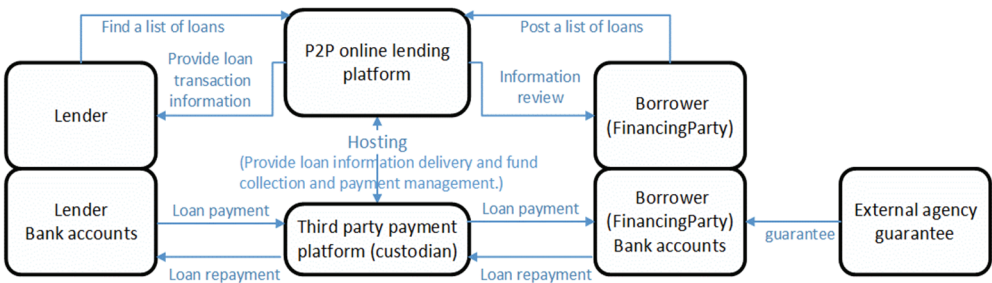 Find a list of loans
Post a list of loans
P2P online lending
platform
Provide loan
transaction
information
Information
review
Lender
Borrower
(FinancingParty)
Hosting
(Provide loan information delivery and fund
collection and payment management.)
Lender
Bank accounts
Loan payment
Third party payment
platform (custodian)
Loan payment
Borrower
(FinancingParty)
Bank accounts
guarantee
External agency
guarantee
Loan repayment
Loan repayment